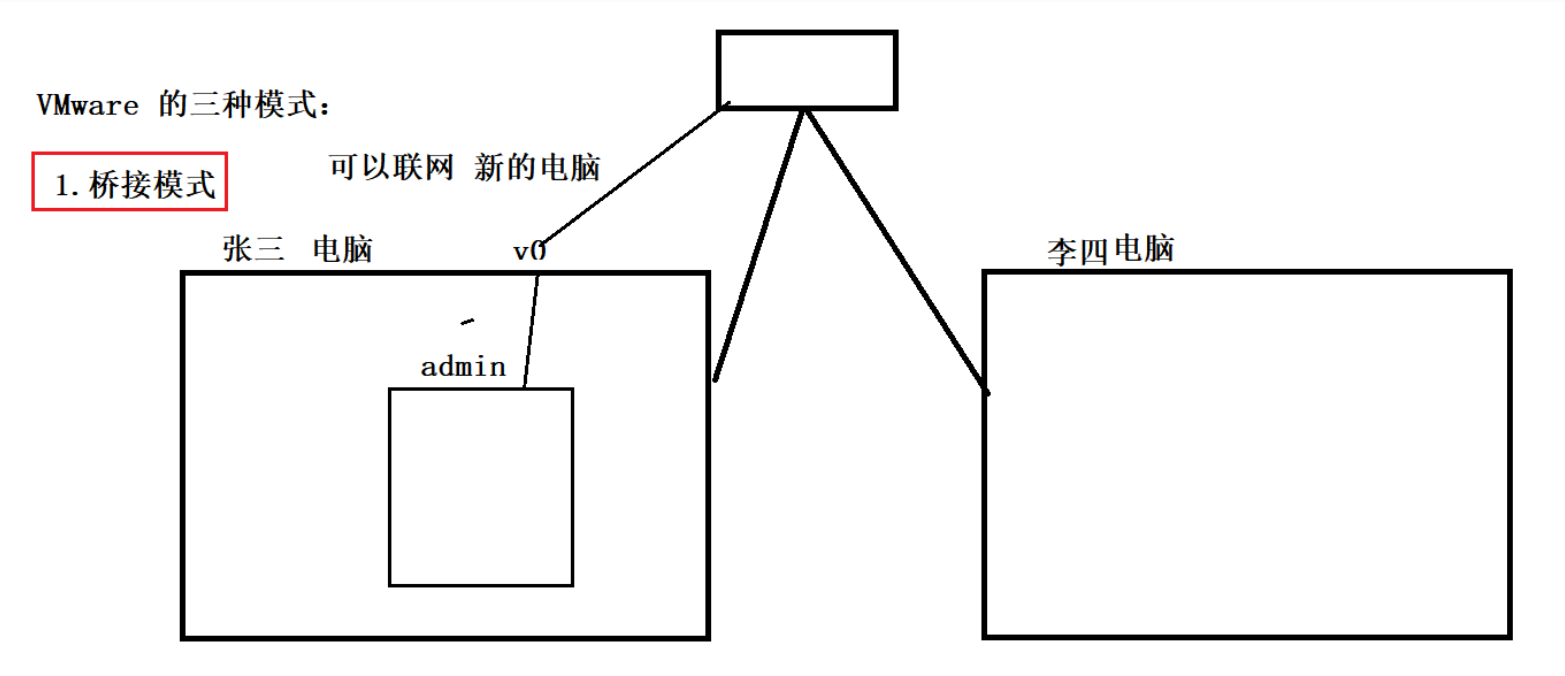 VMware 的三种模式:
1.桥接模式
可以联网 新的电脑
张三 电脑
v0
李四电脑
admin